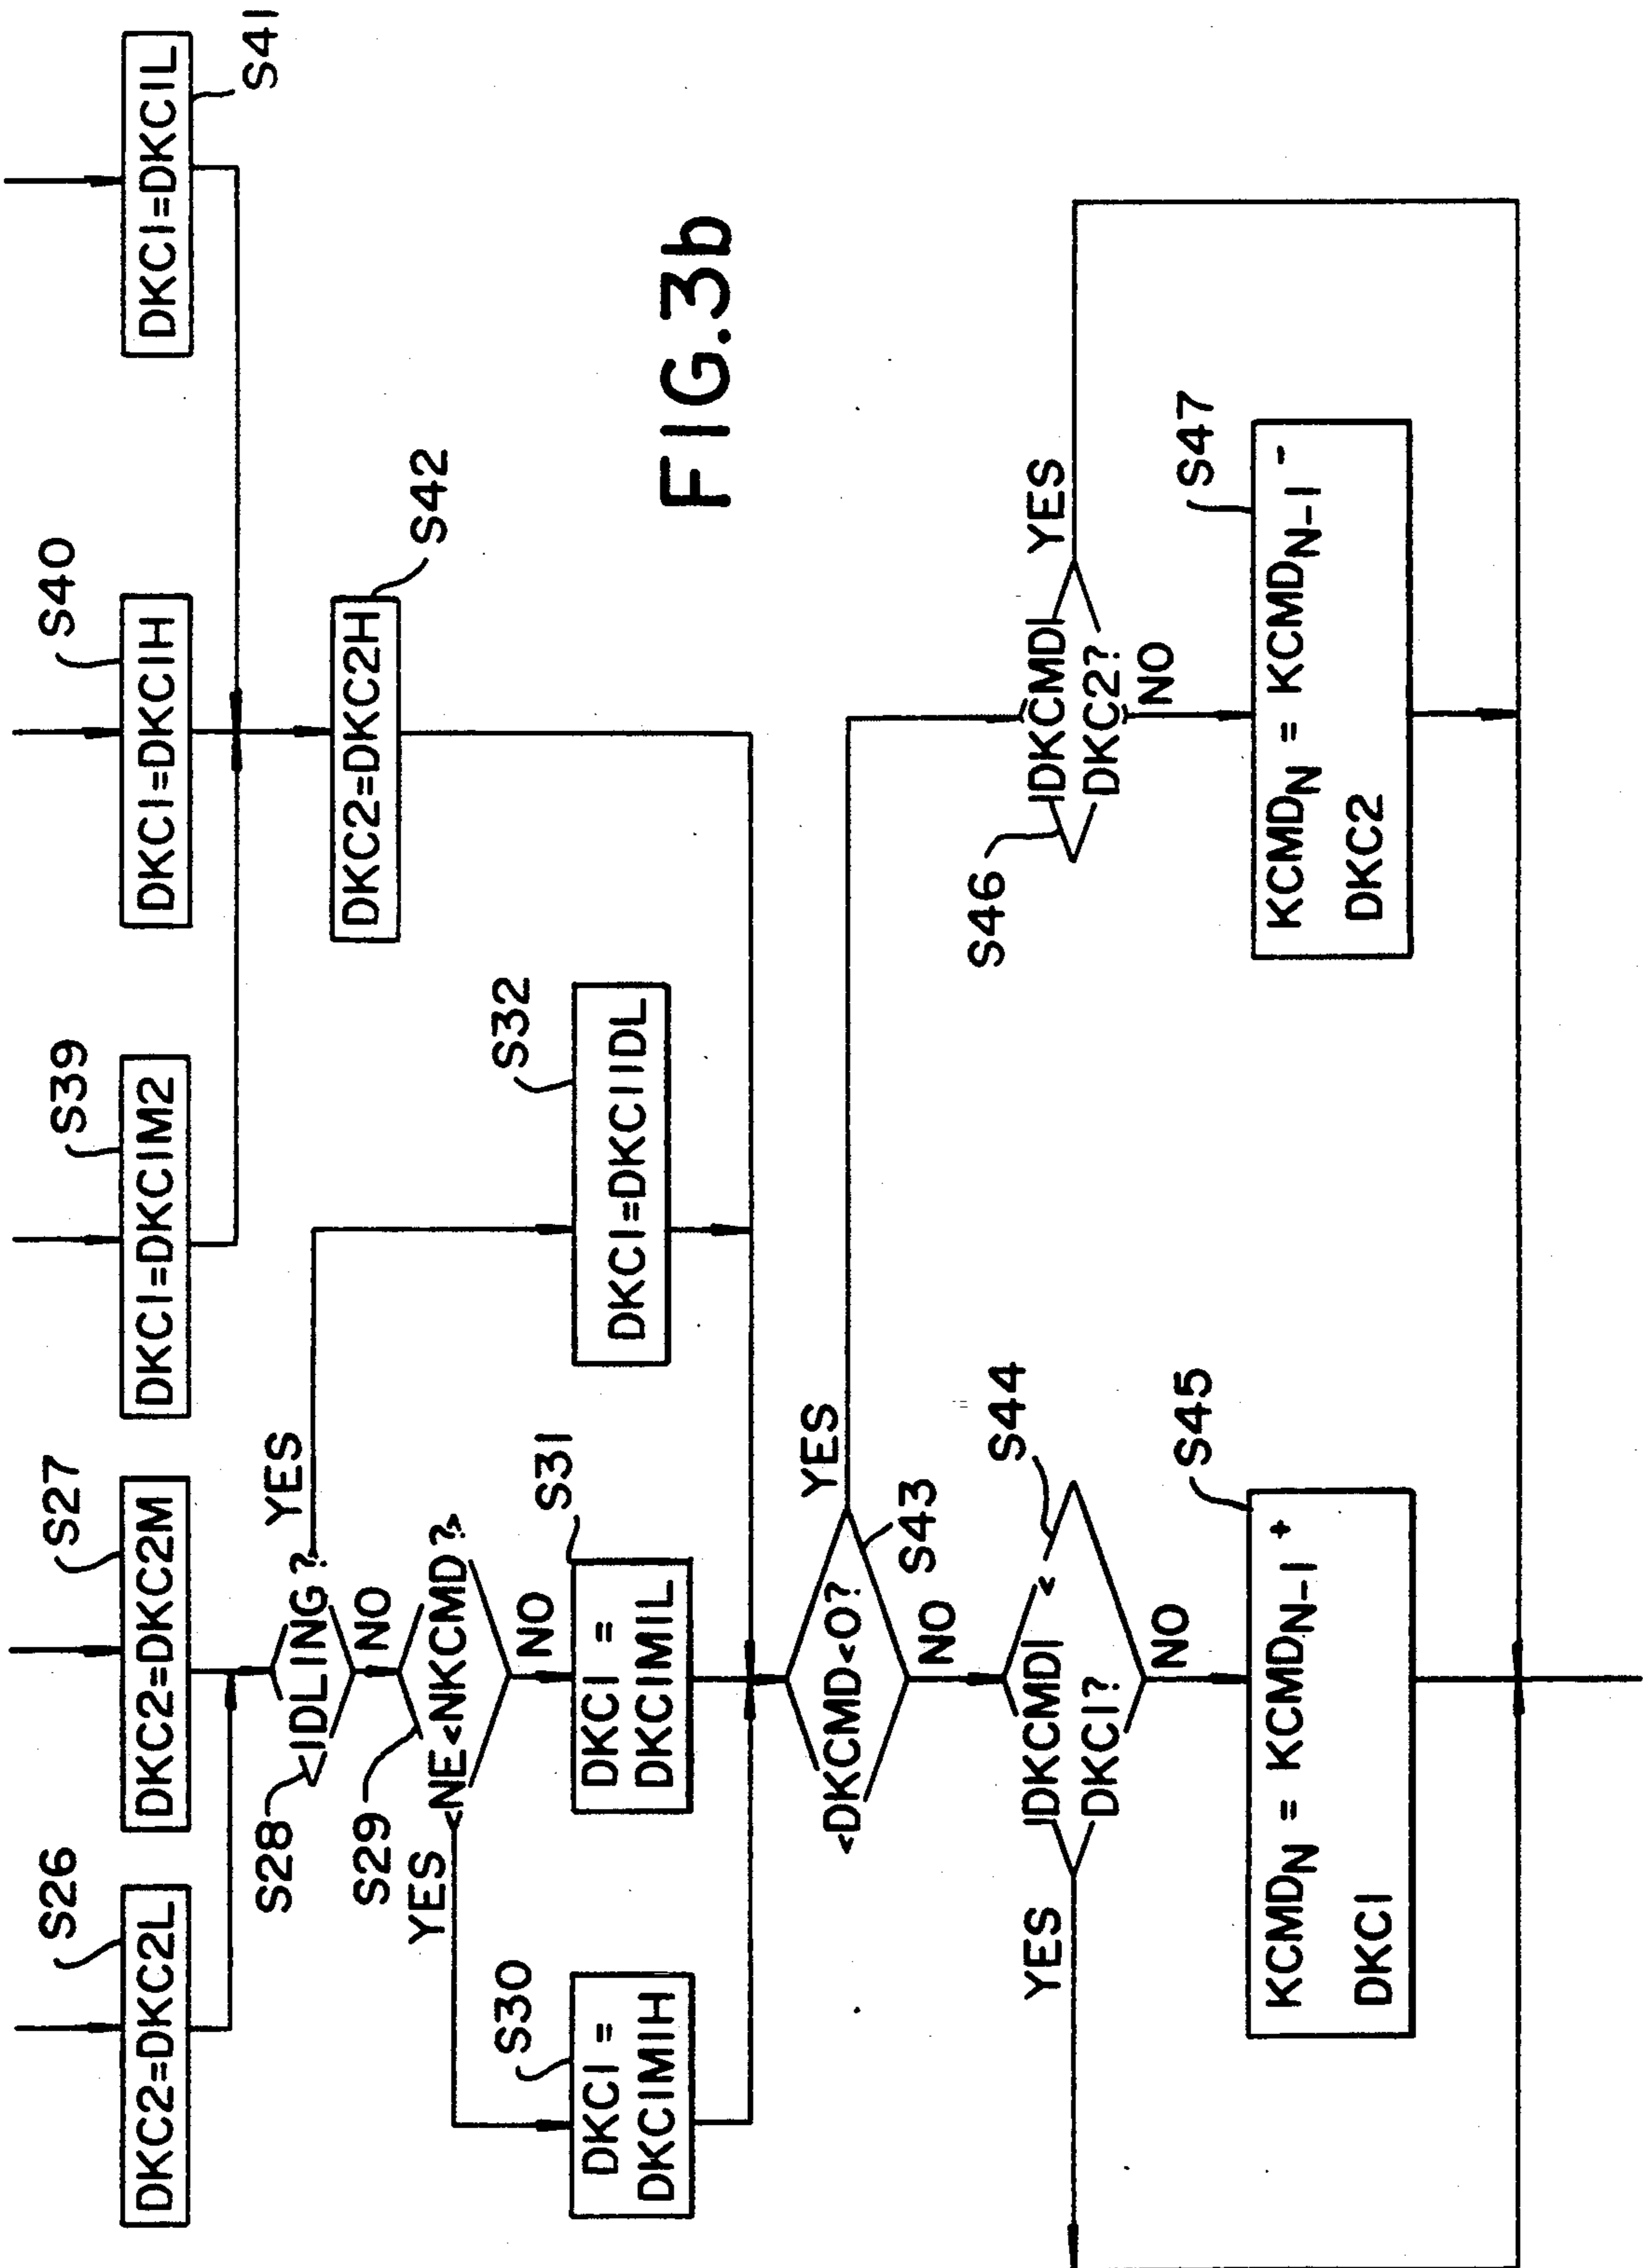 S26
DKC2=DKC2L
S27
DKC2=DKC2M
S39
DKC1=DKC1M2
S40
DKC1=DKC1H
S41
DKC1=DKC1L
S28
IDLING?
YES
NO
S42
DKC2=DKC2H
S29
NE<NKCMD?
YES
NO
S30
DKC1 =
DKC1M1H
S31
DKC1 =
DKC1M1L
S32
DKC1=DKC1IDL
FIG.3b
DKCMD<0?
YES
S43
NO
S44
|DKCMD| <
DKC1?
YES
NO
S46
|DKCMD|
DKC2?
YES
NO
S45
KCMDN = KCMDN-1 +
DKC1
S47
KCMDN = KCMDN-1 -
DKC2